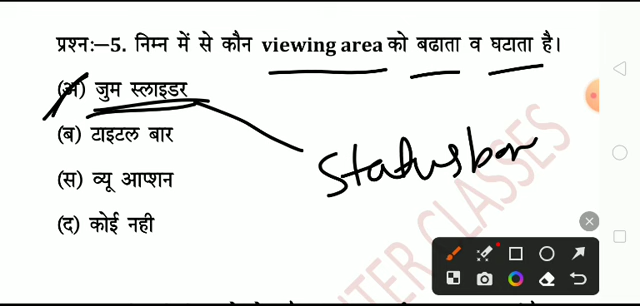 प्रश्नः–5. निम्न में से कौन viewing area को बढाता व घटाता है।
(अ) जुम स्लाइडर
(ब) टाइटल बार
Status bar
(स) व्यू आप्शन
(द) कोई नही